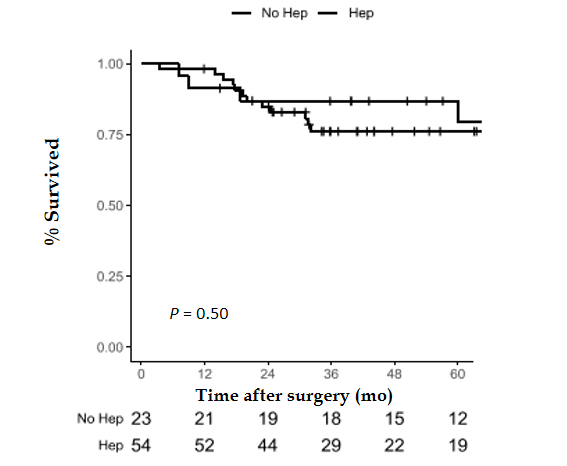 No Hep Hep
1.00
0.75
0.50
0.25
0.00
% Survived
P = 0.50
0 12 24 36 48 60
Time after surgery (mo)
No Hep 23 21 19 18 15 12
Hep 54 52 44 29 22 19